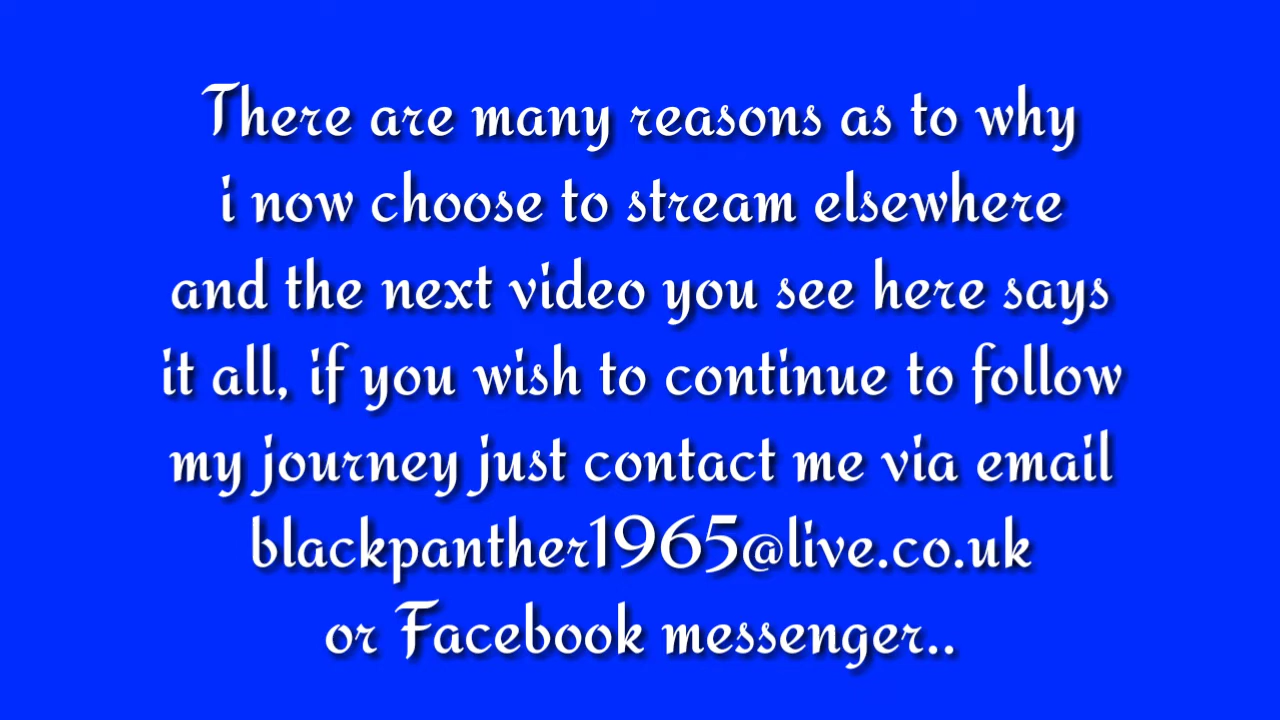 There are many reasons as to why
i now choose to stream elsewhere
and the next video you see here says
it all, if you wish to continue to follow
my journey just contact me via email
blackpanther1965@live.co.uk
or Facebook messenger..